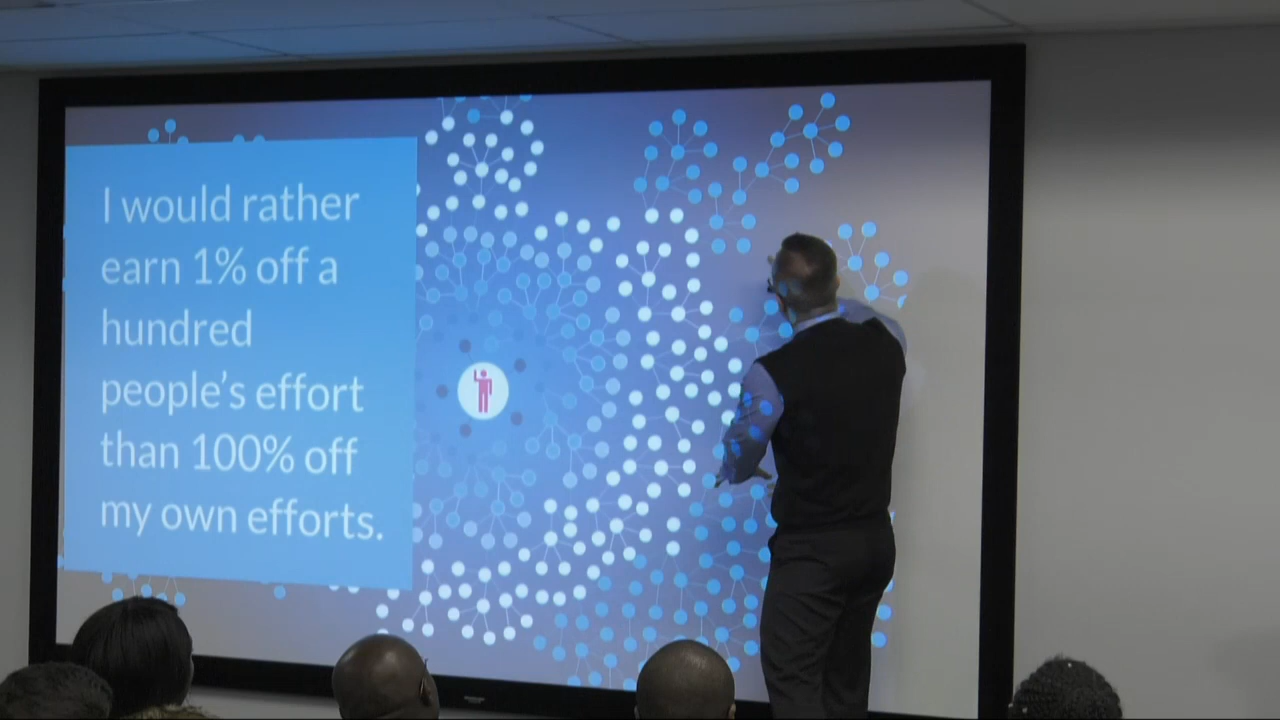 I would rather
earn 1% off a
hundred
people's effort
than 100% off
my own efforts.